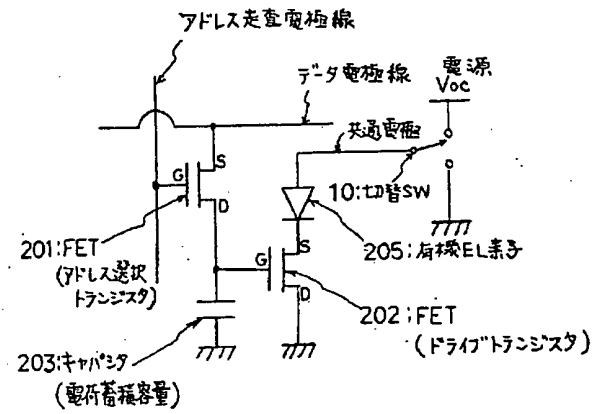 アドレス走査電極線
データ電極線
電源
Voc
共通電極
10:切替SW
S
G
D
201:FET
(アドレス選択
トランジスタ)
S
G
D
205:有機EL素子
202:FET
(ドライブトランジスタ)
203:キャパシタ
(電荷蓄積容量)